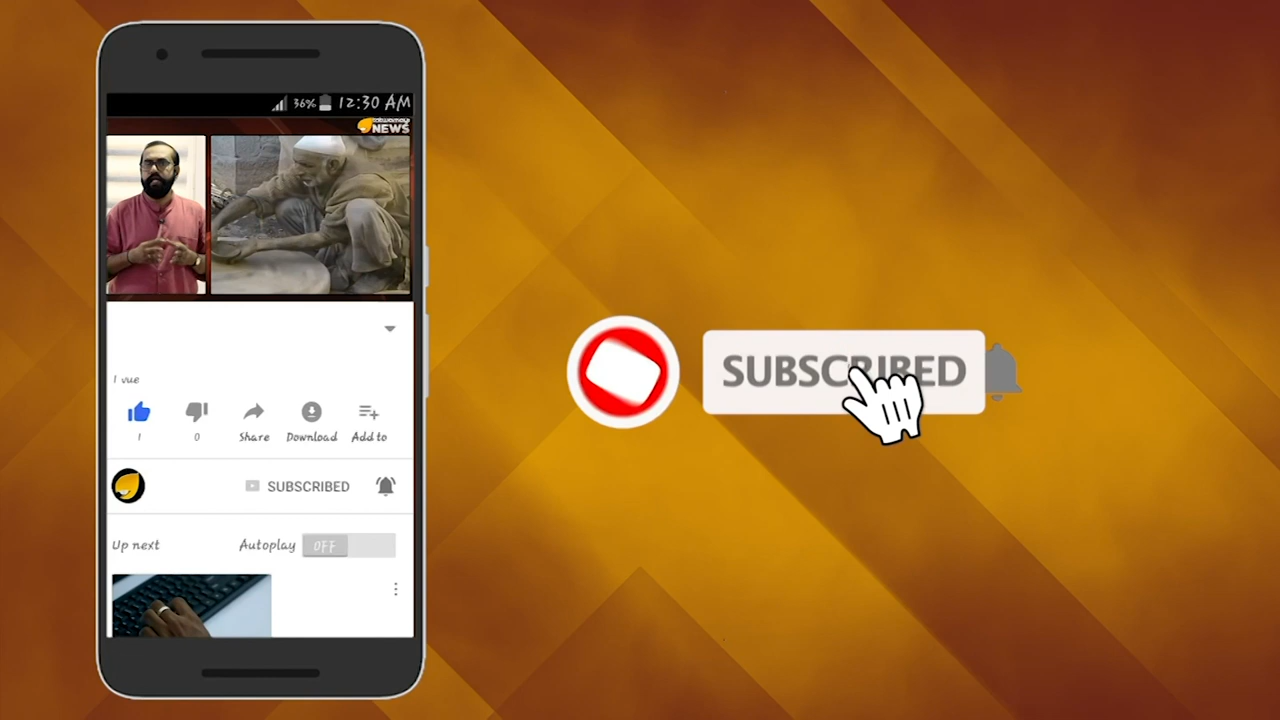 36% 12:30 AM
NEWS
1 vue
1 0 Share Download Add to
SUBSCRIBED
Up next Autoplay OFF
SUBSCRIBED